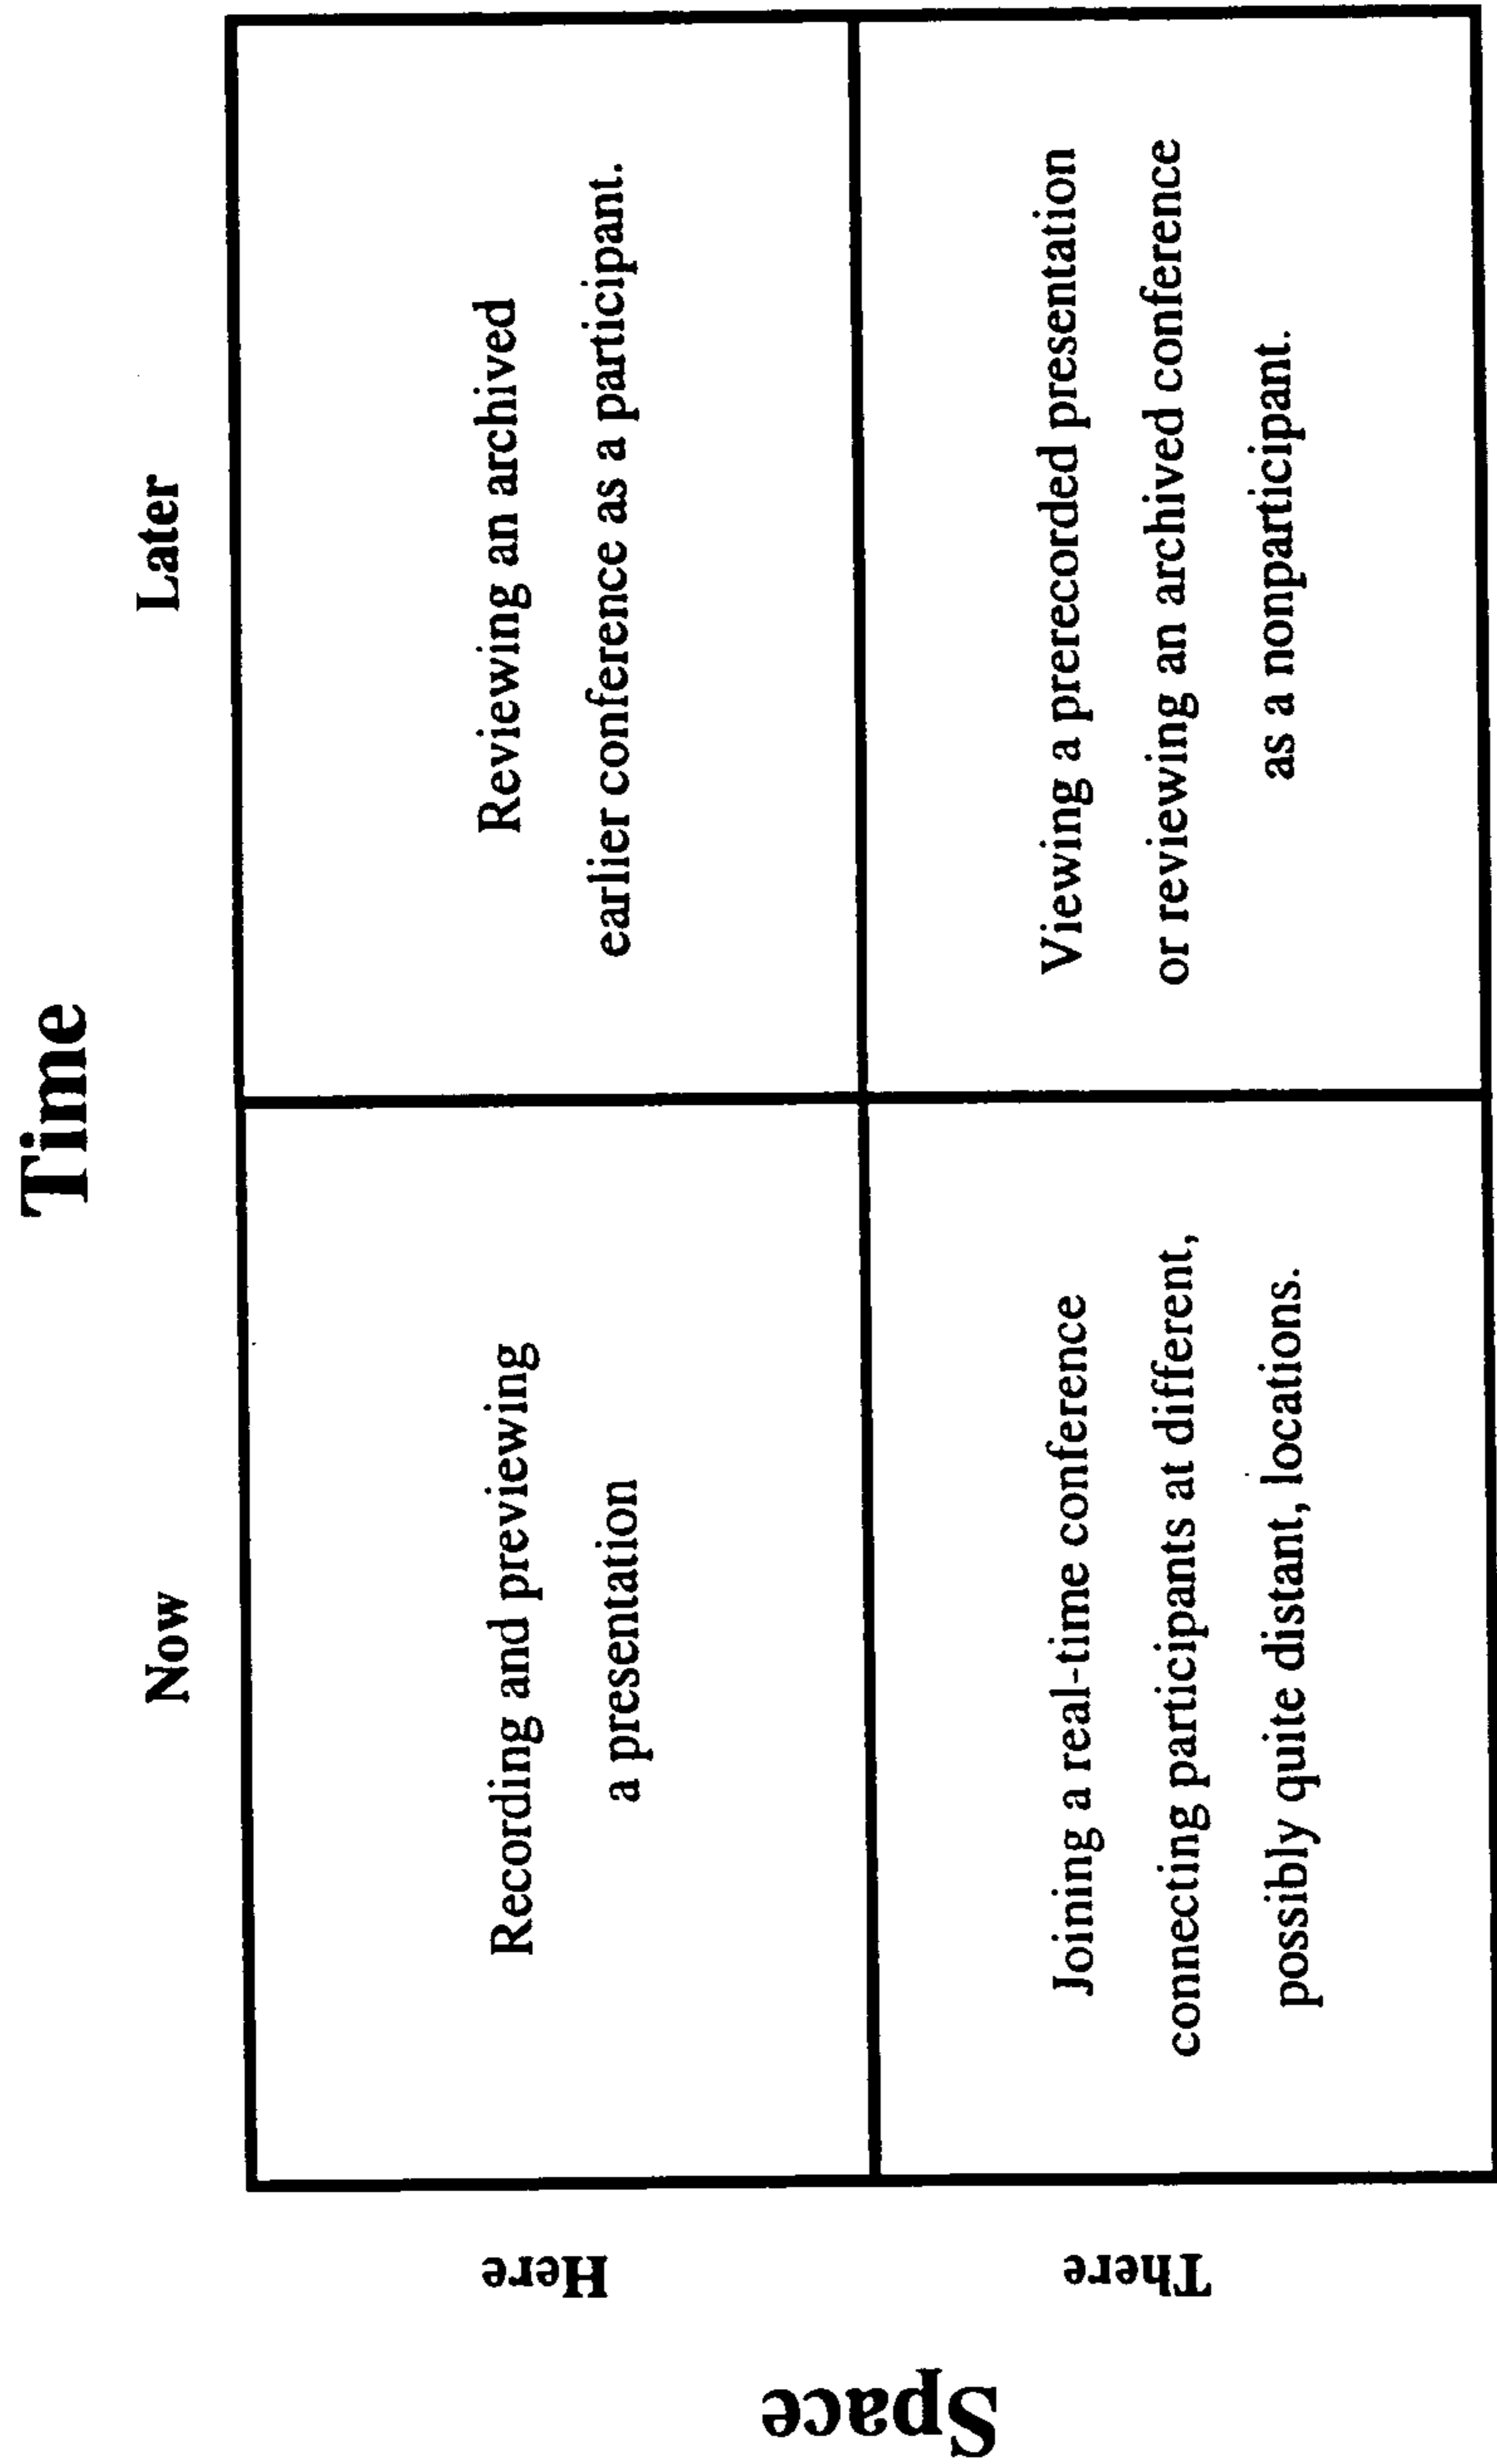 Time
Now
Later
Space
Here
Recording and previewing
a presentation
Reviewing an archived
earlier conference as a participant.
There
Joining a real-time conference
connecting participants at different,
possibly quite distant, locations.
Viewing a prerecorded presentation
or reviewing an archived conference
as a nonparticipant.